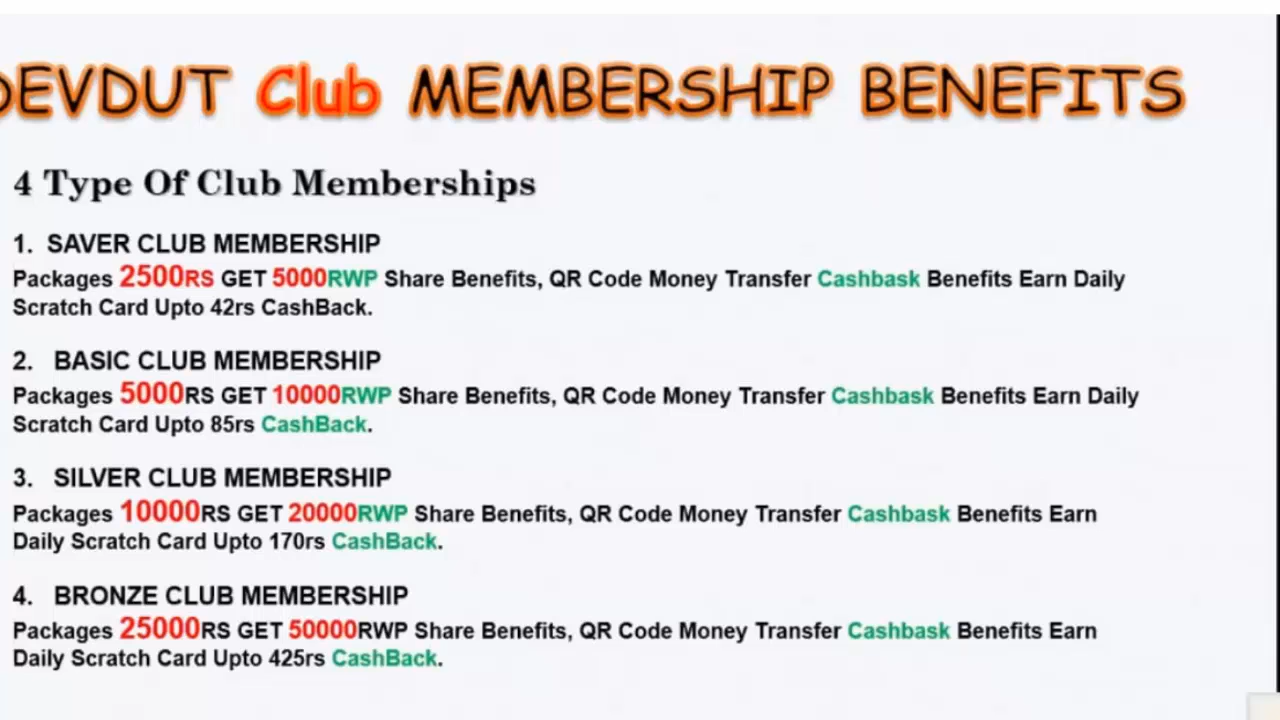 DEVDUT Club MEMBERSHIP BENEFITS
4 Type Of Club Memberships
1. SAVER CLUB MEMBERSHIP
Packages 2500RS GET 5000RWP Share Benefits, QR Code Money Transfer Cashbask Benefits Earn Daily
Scratch Card Upto 42rs CashBack.
2. BASIC CLUB MEMBERSHIP
Packages 5000RS GET 10000RWP Share Benefits, QR Code Money Transfer Cashbask Benefits Earn Daily
Scratch Card Upto 85rs CashBack.
3. SILVER CLUB MEMBERSHIP
Packages 10000RS GET 20000RWP Share Benefits, QR Code Money Transfer Cashbask Benefits Earn
Daily Scratch Card Upto 170rs CashBack.
4. BRONZE CLUB MEMBERSHIP
Packages 25000RS GET 50000RWP Share Benefits, QR Code Money Transfer Cashbask Benefits Earn
Daily Scratch Card Upto 425rs CashBack.